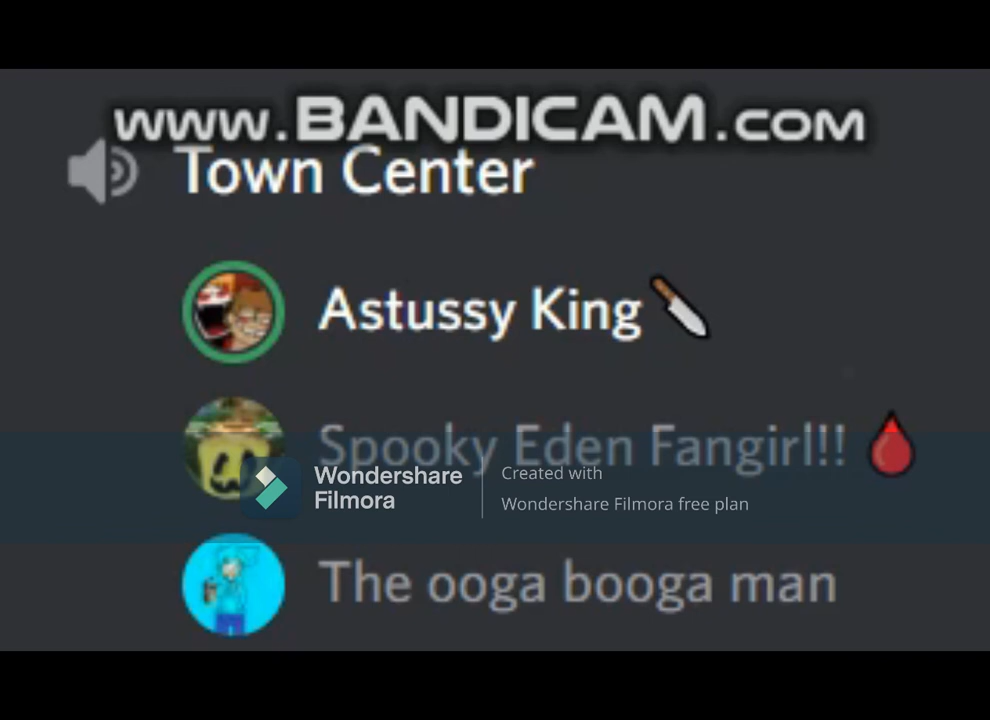 www.BANDICAM.com
Town Center
Astussy King
Spooky Eden Fangirl!!
Wondershare
Filmora
Created with
Wondershare Filmora free plan
The ooga booga man